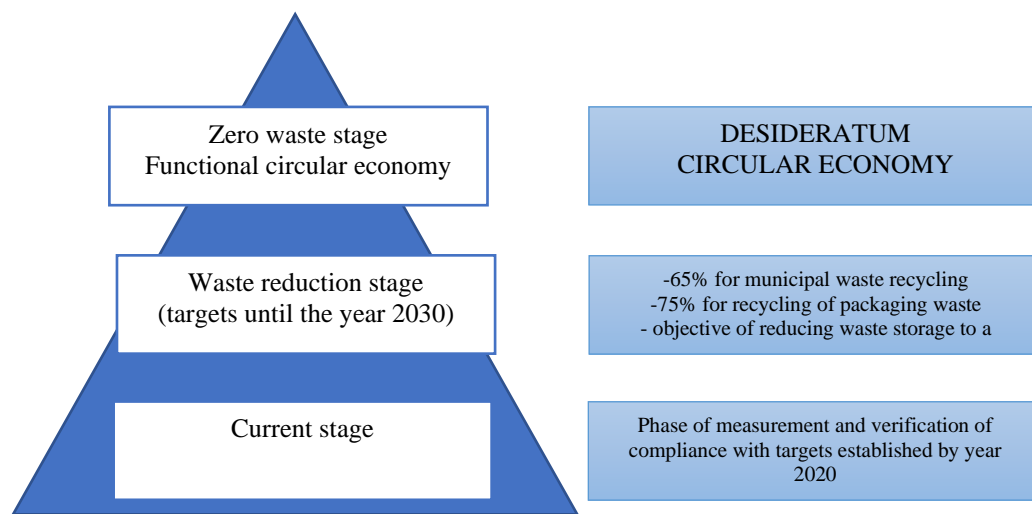 Zero waste stage
Functional circular economy
DESIDERATUM
CIRCULAR ECONOMY
Waste reduction stage
(targets until the year 2030)
-65% for municipal waste recycling
-75% for recycling of packaging waste
- objective of reducing waste storage to a
Current stage
Phase of measurement and verification of
compliance with targets established by year
2020